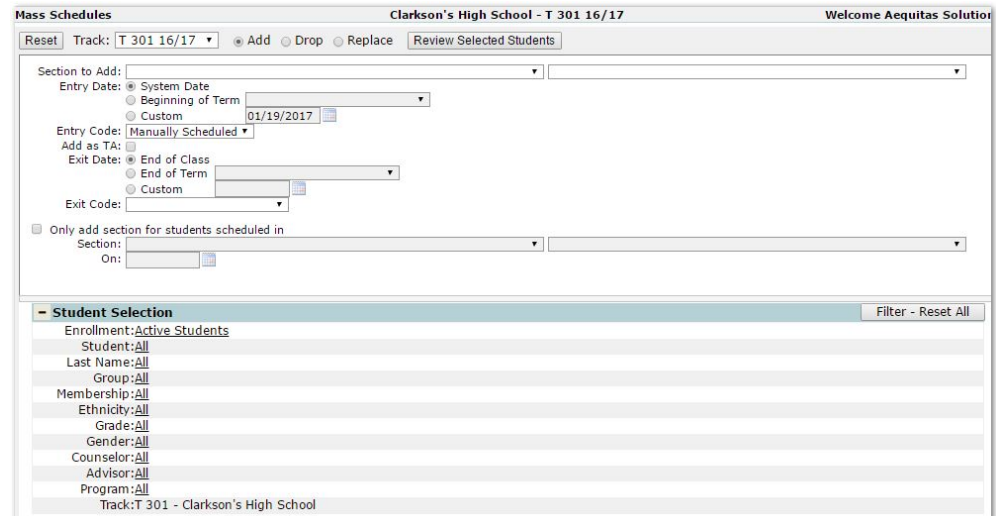 Mass Schedules Clarkson's High School - T 301 16/17 Welcome Aequitas Solution
Reset Track: T 301 16/17 Add Drop Replace Review Selected Students
Section to Add:
Entry Date: System Date
Beginning of Term
Custom 01/19/2017
Entry Code: Manually Scheduled
Add as TA:
Exit Date: End of Class
End of Term
Custom
Exit Code:
Only add section for students scheduled in
Section:
On:
− Student Selection Filter - Reset All
Enrollment:Active Students
Student:All
Last Name:All
Group:All
Membership:All
Ethnicity:All
Grade:All
Gender:All
Counselor:All
Advisor:All
Program:All
Track:T 301 - Clarkson's High School